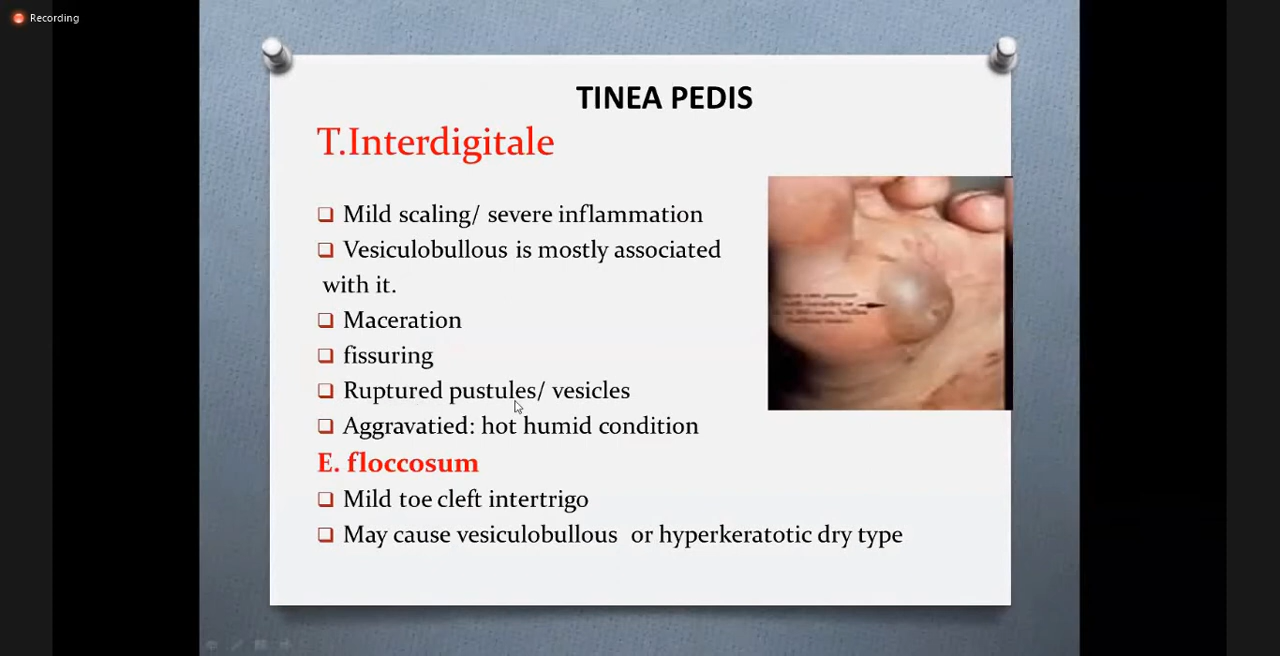 Recording
TINEA PEDIS
T.Interdigitale
❑ Mild scaling/ severe inflammation
❑ Vesiculobullous is mostly associated
with it.
❑ Maceration
❑ fissuring
❑ Ruptured pustules/ vesicles
❑ Aggravatied: hot humid condition
E. floccosum
❑ Mild toe cleft intertrigo
❑ May cause vesiculobullous or hyperkeratotic dry type